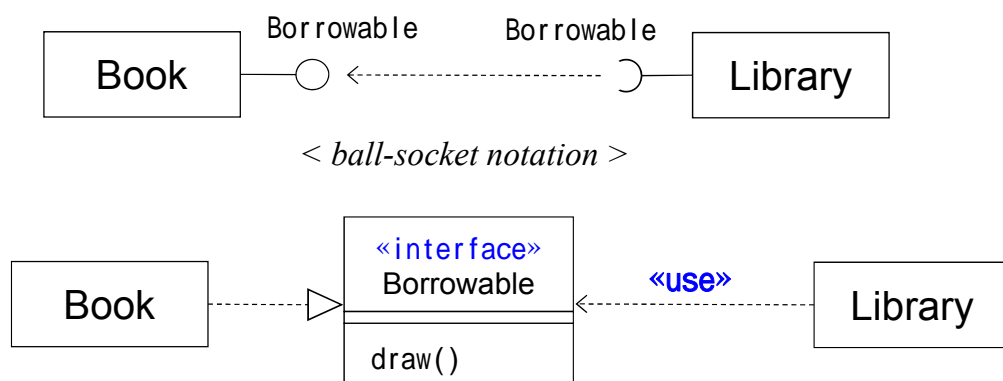 Borrowable Borrowable
Book Library
< ball-socket notation >
«interface»
Borrowable
Book «use» Library
draw()